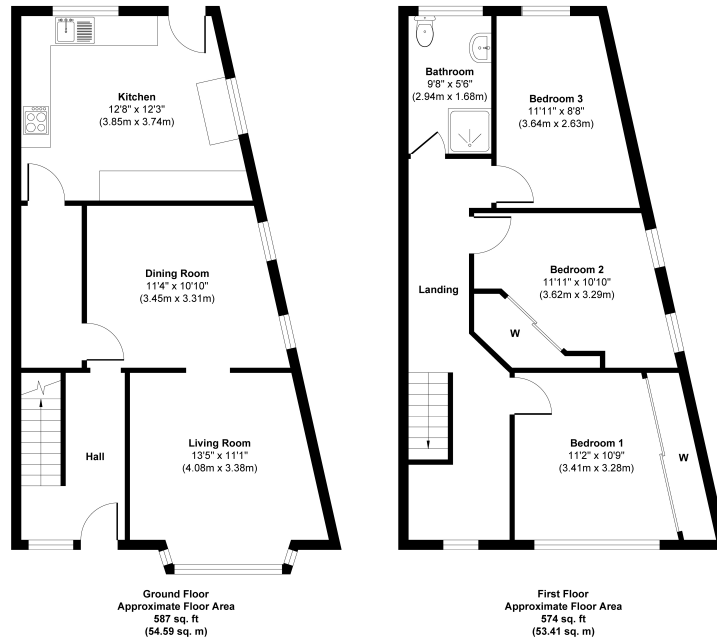 Kitchen
12'8" x 12'3"
(3.85m x 3.74m)
Dining Room
11'4" x 10'10"
(3.45m x 3.31m)
Hall
Living Room
13'5" x 11'1"
(4.08m x 3.38m)
Ground Floor
Approximate Floor Area
587 sq. ft
(54.59 sq. m)
Bathroom
9'8" x 5'6"
(2.94m x 1.68m)
Bedroom 3
11'11" x 8'8"
(3.64m x 2.63m)
Landing
Bedroom 2
11'11" x 10'10"
(3.62m x 3.29m)
W
Bedroom 1
11'2" x 10'9"
(3.41m x 3.28m)
W
First Floor
Approximate Floor Area
574 sq. ft
(53.41 sq. m)